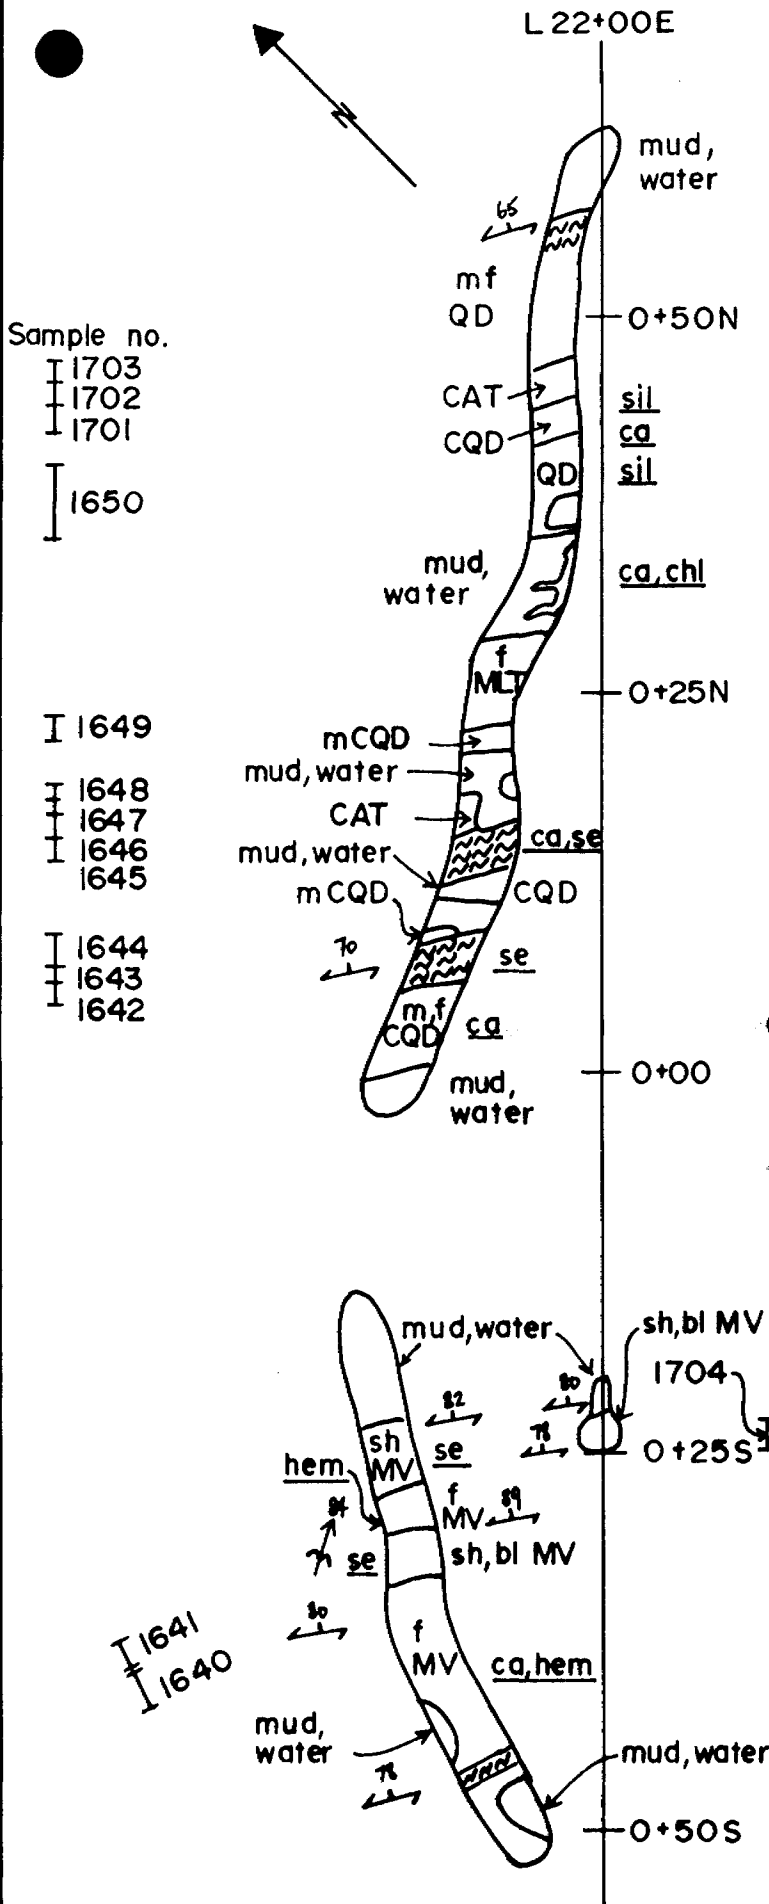 L 22+00E
N
mud,
water
65
mf
QD
0+50N
Sample no.
1703
1702
1701
CAT
sil
CQD
ca
QD
sil
1650
mud,
water
ca, chl
f
MLT
0+25N
1649
mCQD
mud, water
1648
CAT
1647
ca, se
1646
mud, water
1645
mCQD
CQD
1644
70
se
1643
1642
m, f
CQD
ca
0+00
mud,
water
mud, water
sh, bl MV
80
1704
82
78
sh
MV
se
0+25S
hem
f
MV
89
84
se
sh, bl MV
80
1641
1640
f
MV
ca, hem
mud,
water
mud, water
78
0+50S